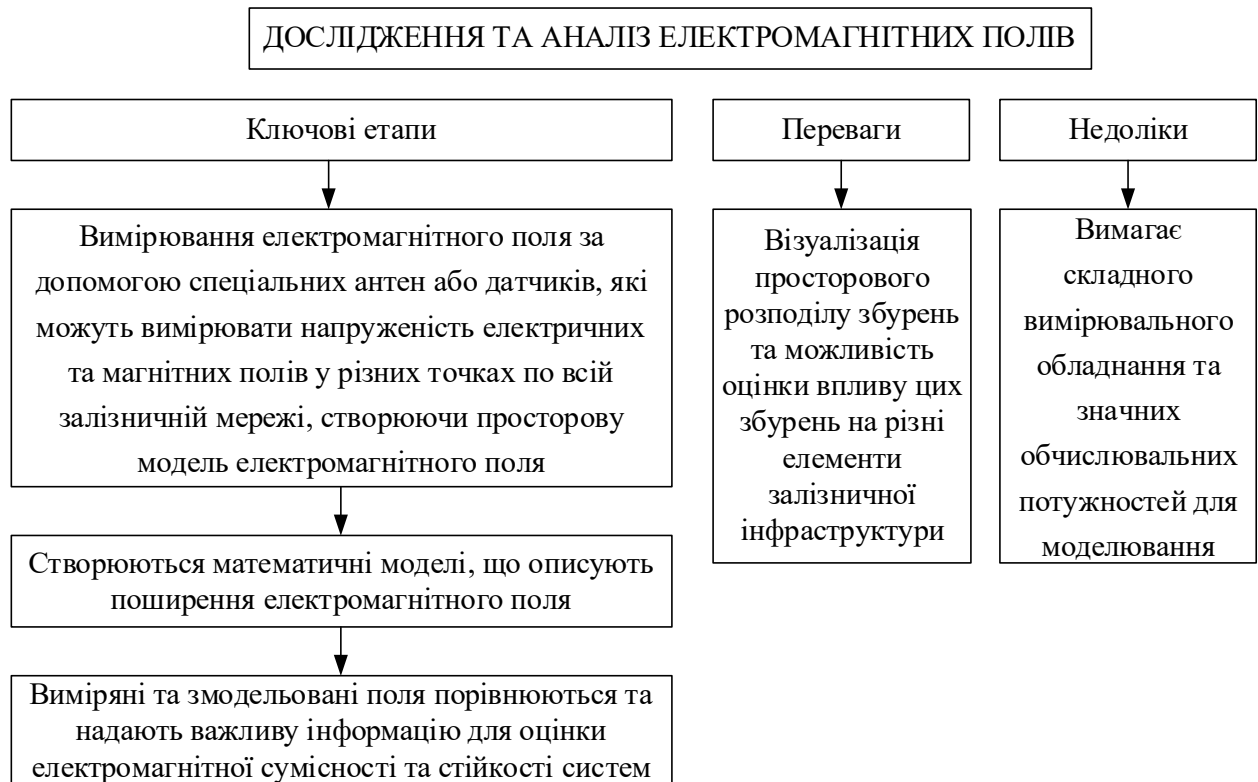 ДОСЛІДЖЕННЯ ТА АНАЛІЗ ЕЛЕКТРОМАГНІТНИХ ПОЛІВ
Ключові етапи
Вимірювання електромагнітного поля за
допомогою спеціальних антен або датчиків, які
можуть вимірювати напруженість електричних
та магнітних полів у різних точках по всій
залізничній мережі, створюючи просторову
модель електромагнітного поля
Створюються математичні моделі, що описують
поширення електромагнітного поля
Виміряні та змодельовані поля порівнюються та
надають важливу інформацію для оцінки
електромагнітної сумісності та стійкості систем
Переваги
Візуалізація
просторового
розподілу збурень
та можливість
оцінки впливу цих
збурень на різні
елементи
залізничної
інфраструктури
Недоліки
Вимагає
складного
вимірювального
обладнання та
значних
обчислювальних
потужностей для
моделювання